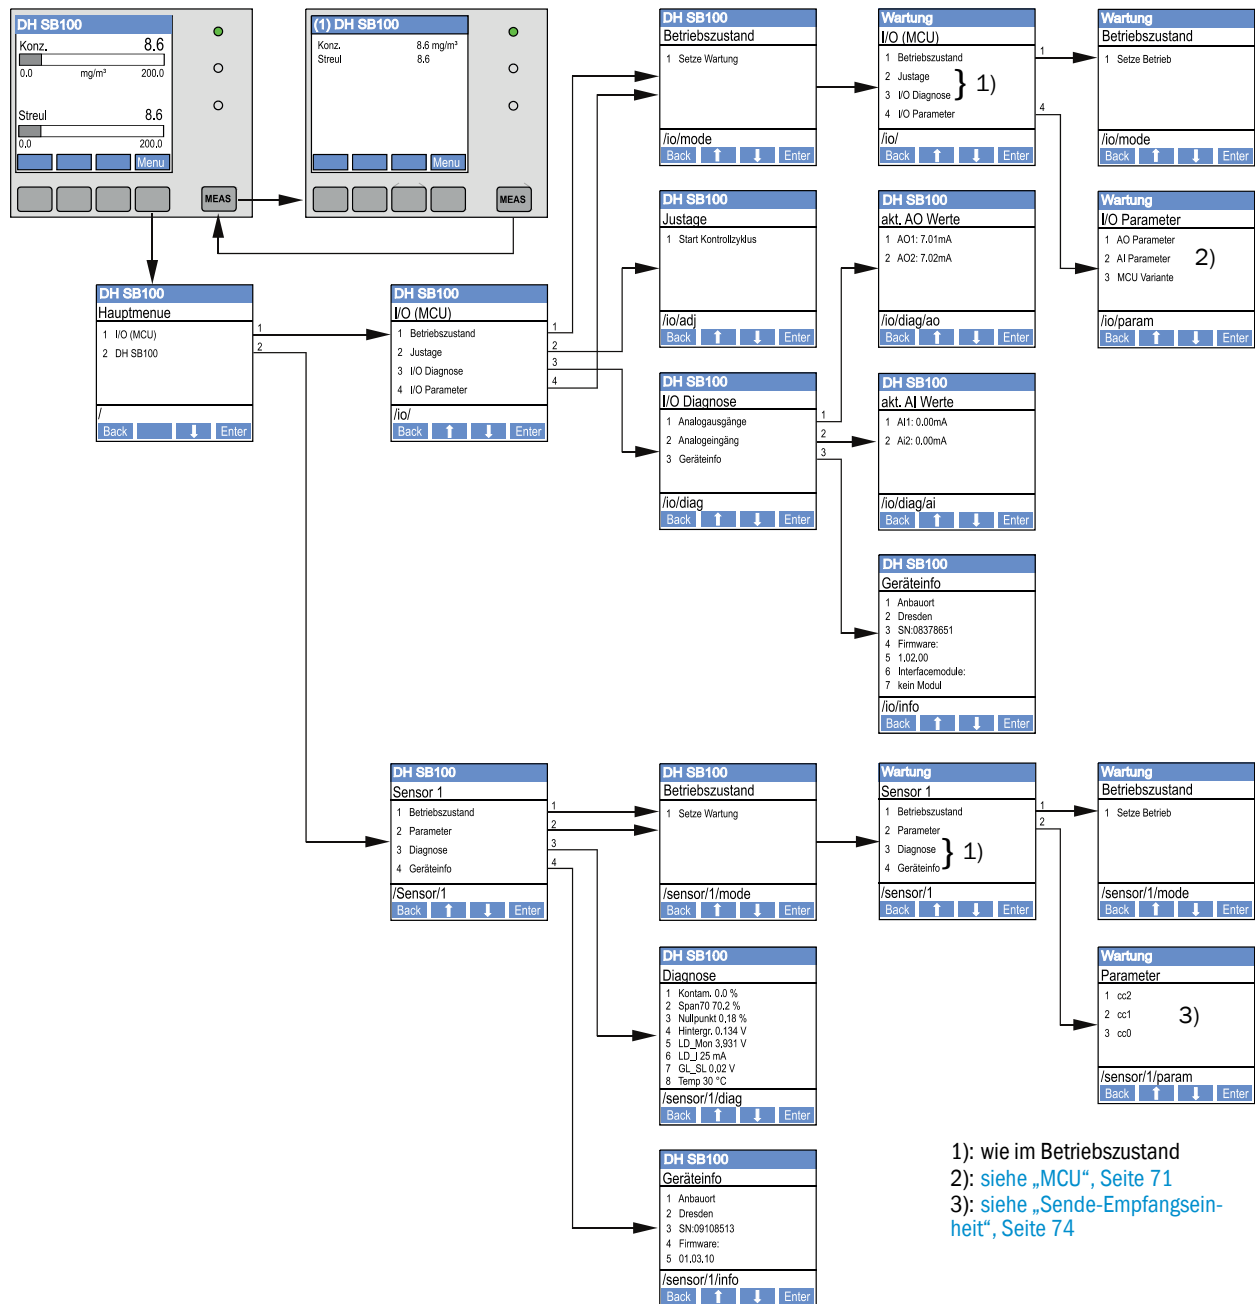 DH SB100
Konz. 8.6
0.0 mg/m³ 200.0
Streul 8.6
0.0 200.0
Menu
MEAS
(1) DH SB100
Konz. 8.6 mg/m³
Streul 8.6
Menu
MEAS
DH SB100
Betriebszustand
1 Setze Wartung
/io/mode
Back ⬆ ⬇ Enter
Wartung
I/O (MCU)
1 Betriebszustand
2 Justage
3 I/O Diagnose
4 I/O Parameter
} 1)
/io/
Back ⬆ ⬇ Enter
1
4
Wartung
Betriebszustand
1 Setze Betrieb
/io/mode
Back ⬆ ⬇ Enter
DH SB100
Justage
1 Start Kontrollzyklus
/io/adj
Back ⬆ ⬇ Enter
DH SB100
akt. AO Werte
1 AO1: 7.01mA
2 AO2: 7.02mA
/io/diag/ao
Back ⬆ ⬇ Enter
Wartung
I/O Parameter
1 AO Parameter
2 AI Parameter
3 MCU Variante
2)
/io/param
Back ⬆ ⬇ Enter
DH SB100
Hauptmenue
1 I/O (MCU)
2 DH SB100
/
Back ⬇ Enter
1
2
DH SB100
I/O (MCU)
1 Betriebszustand
2 Justage
3 I/O Diagnose
4 I/O Parameter
/io/
Back ⬆ ⬇ Enter
1
2
3
4
DH SB100
I/O Diagnose
1 Analogausgänge
2 Analogeingäng
3 Geräteinfo
/io/diag
Back ⬆ ⬇ Enter
1
2
3
DH SB100
akt. AI Werte
1 AI1: 0.00mA
2 Ai2: 0.00mA
/io/diag/ai
Back ⬆ ⬇ Enter
DH SB100
Geräteinfo
1 Anbauort
2 Dresden
3 SN:08378651
4 Firmware:
5 1.02.00
6 Interfacemodule:
7 kein Modul
/io/info
Back ⬆ ⬇ Enter
DH SB100
Sensor 1
1 Betriebszustand
2 Parameter
3 Diagnose
4 Geräteinfo
/Sensor/1
Back ⬆ ⬇ Enter
1
2
3
4
DH SB100
Betriebszustand
1 Setze Wartung
/sensor/1/mode
Back ⬆ ⬇ Enter
Wartung
Sensor 1
1 Betriebszustand
2 Parameter
3 Diagnose
4 Geräteinfo
} 1)
/sensor/1
Back ⬆ ⬇ Enter
1
2
Wartung
Betriebszustand
1 Setze Betrieb
/sensor/1/mode
Back ⬆ ⬇ Enter
DH SB100
Diagnose
1 Kontam. 0.0 %
2 Span70 70.2 %
3 Nullpunkt 0.18 %
4 Hintergr. 0.134 V
5 LD_Mon 3,931 V
6 LD_I 25 mA
7 GL_SL 0.02 V
8 Temp 30 °C
/sensor/1/diag
Back ⬆ ⬇ Enter
Wartung
Parameter
1 cc2
2 cc1
3 cc0
3)
/sensor/1/param
Back ⬆ ⬇ Enter
DH SB100
Geräteinfo
1 Anbauort
2 Dresden
3 SN:09108513
4 Firmware:
5 01.03.10
/sensor/1/info
Back ⬆ ⬇ Enter
1): wie im Betriebszustand
2): siehe „MCU“, Seite 71
3): siehe „Sende-Empfangsein-
heit“, Seite 74